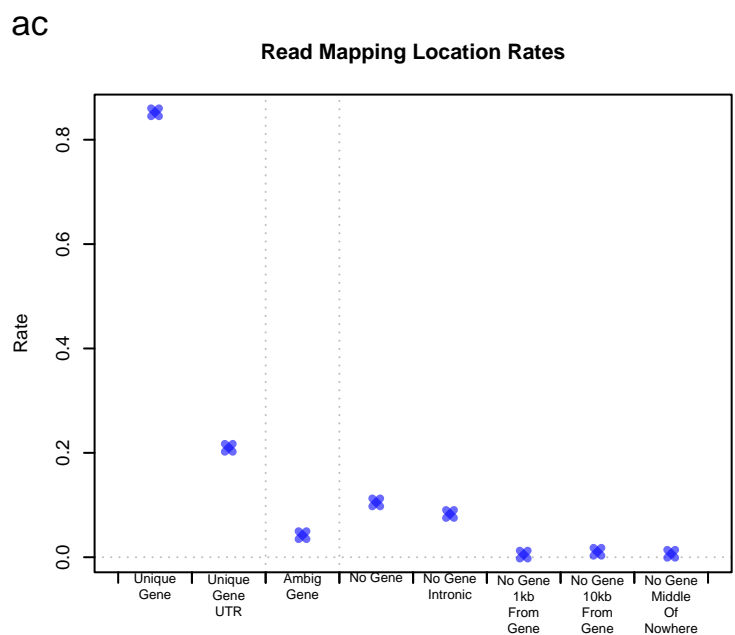 ac
Read Mapping Location Rates
Rate
0.8
0.6
0.4
0.2
0.0
Unique
Gene
Unique
Gene
UTR
Ambig
Gene
No Gene
No Gene
Intronic
No Gene
1kb
From
Gene
No Gene
10kb
From
Gene
No Gene
Middle
Of
Nowhere